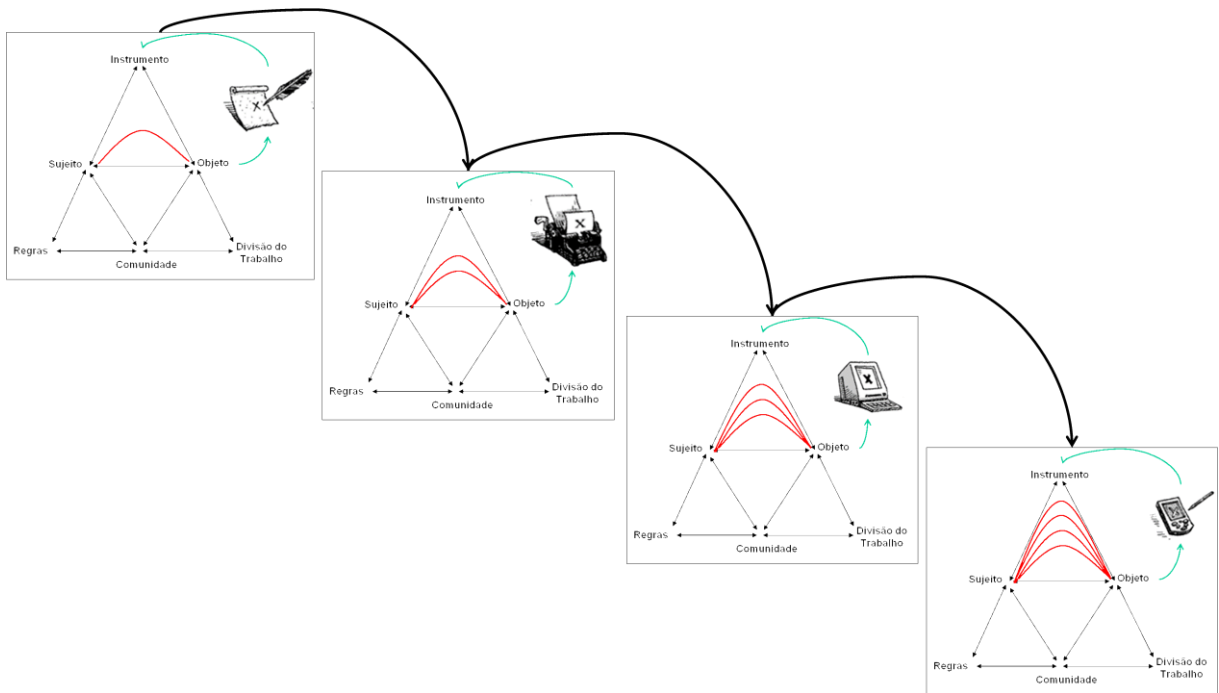 Instrumento
X
Sujeito
Objeto
Regras
Comunidade
Divisão do
Trabalho
Instrumento
X
Sujeito
Objeto
Regras
Comunidade
Divisão do
Trabalho
Instrumento
X
Sujeito
Objeto
Regras
Comunidade
Divisão do
Trabalho
Instrumento
X
Sujeito
Objeto
Regras
Comunidade
Divisão do
Trabalho